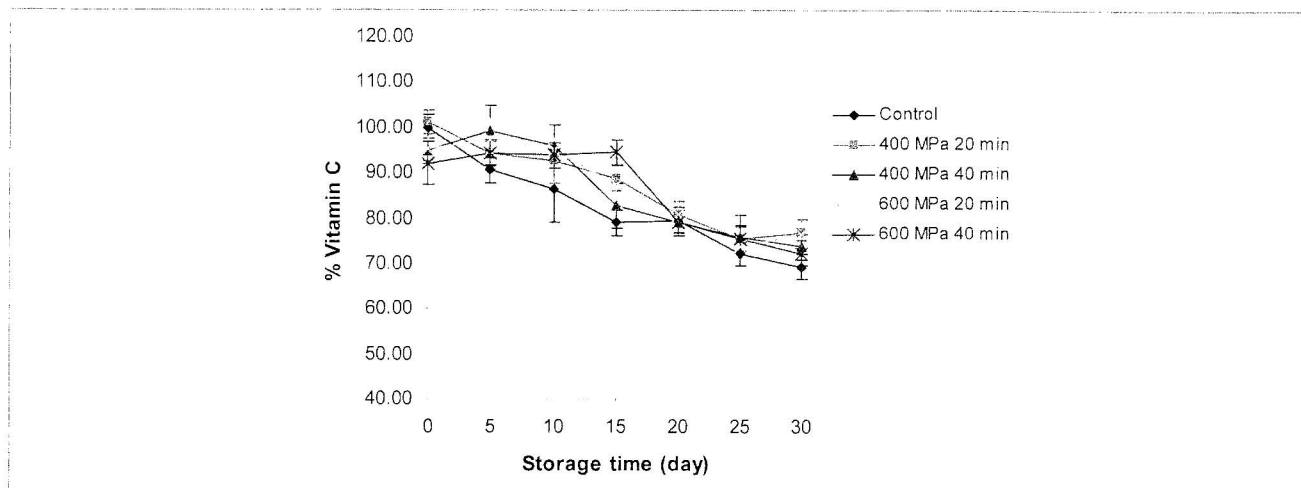 120.00
110.00
100.00
90.00
80.00
70.00
60.00
50.00
40.00
% Vitamin C
0 5 10 15 20 25 30
Storage time (day)
Control
400 MPa 20 min
400 MPa 40 min
600 MPa 20 min
600 MPa 40 min